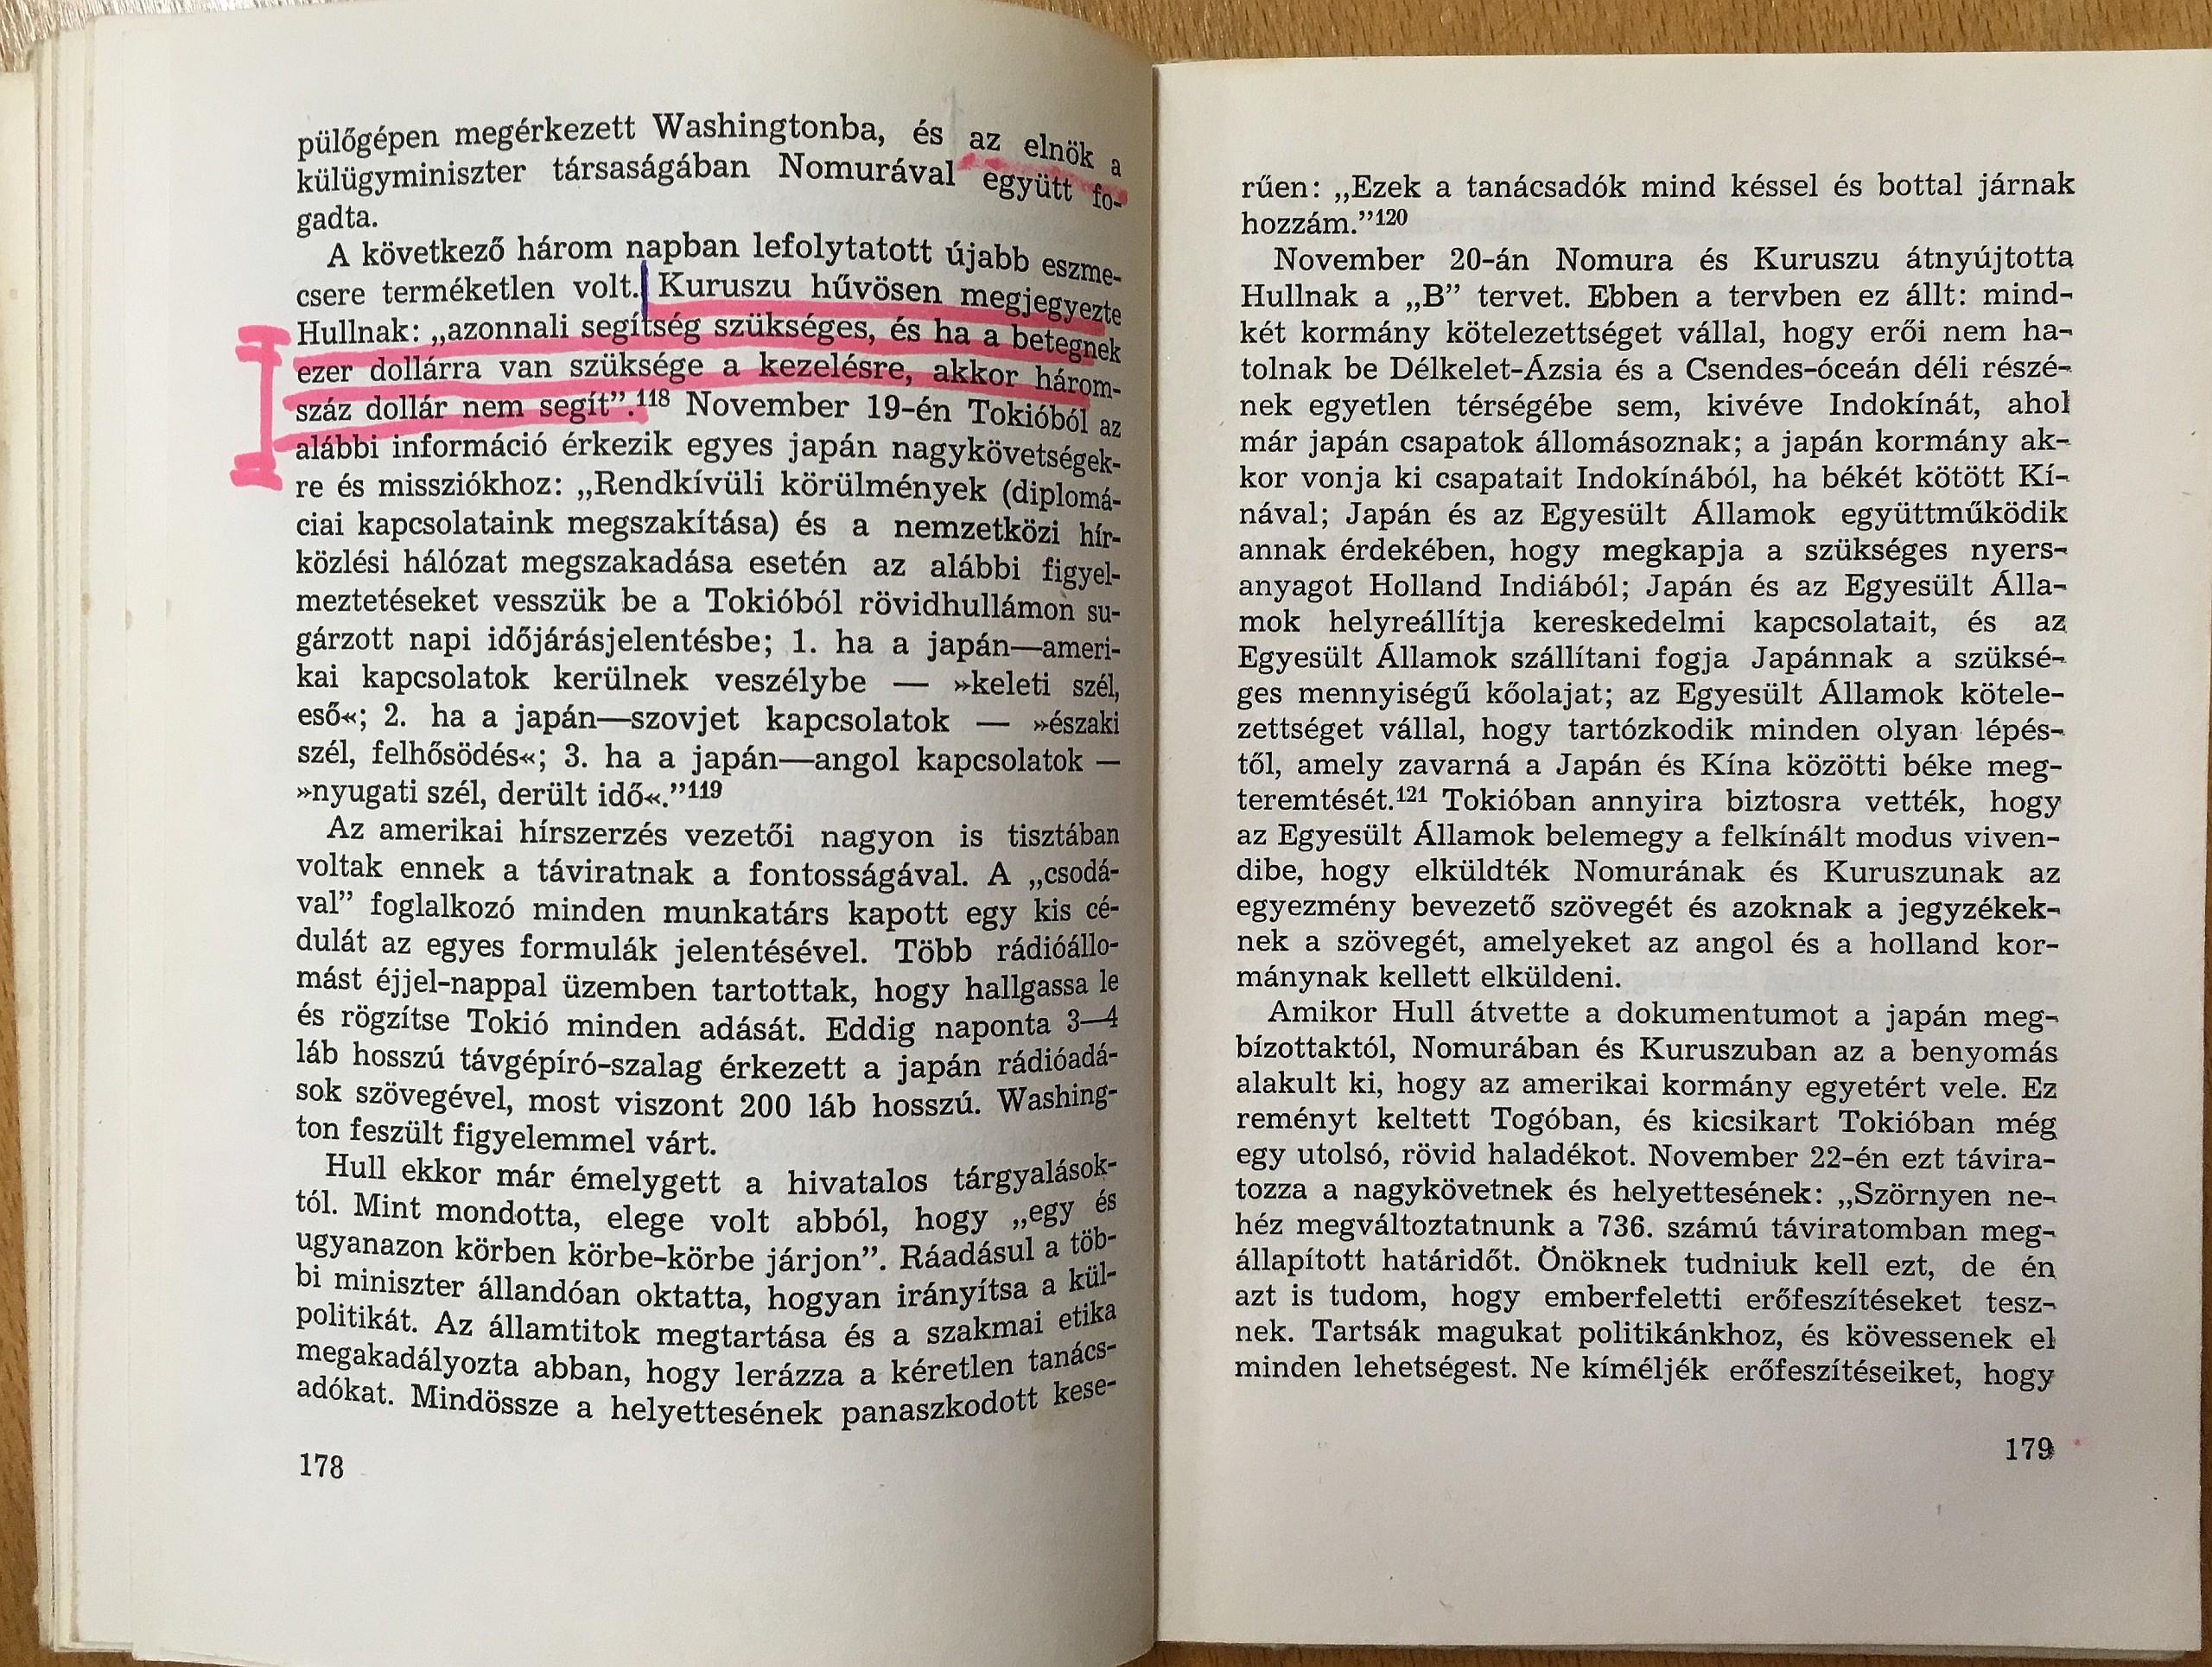 pülőgépen megérkezett Washingtonba, és az elnök a
külügyminiszter társaságában Nomurával együtt fo-
gadta.
A következő három napban lefolytatott újabb eszme-
csere terméketlen volt. Kuruszu hűvösen megjegyezte
Hullnak: „azonnali segítség szükséges, és ha a betegnek
ezer dollárra van szüksége a kezelésre, akkor három-
száz dollár nem segít”.118 November 19-én Tokióból az
alábbi információ érkezik egyes japán nagykövetségek-
re és missziókhoz: „Rendkívüli körülmények (diplomá-
ciai kapcsolataink megszakítása) és a nemzetközi hír-
közlési hálózat megszakadása esetén az alábbi figyel-
meztetéseket vesszük be a Tokióból rövidhullámon su-
gárzott napi időjárásjelentésbe; 1. ha a japán—ameri-
kai kapcsolatok kerülnek veszélybe — »keleti szél,
eső«; 2. ha a japán—szovjet kapcsolatok — »északi
szél, felhősödés«; 3. ha a japán—angol kapcsolatok —
»nyugati szél, derült idő«.”119
Az amerikai hírszerzés vezetői nagyon is tisztában
voltak ennek a táviratnak a fontosságával. A „csodá-
val” foglalkozó minden munkatárs kapott egy kis cé-
dulát az egyes formulák jelentésével. Több rádióállo-
mást éjjel-nappal üzemben tartottak, hogy hallgassa le
és rögzítse Tokió minden adását. Eddig naponta 3—4
láb hosszú távgépíró-szalag érkezett a japán rádióadá-
sok szövegével, most viszont 200 láb hosszú. Washing-
ton feszült figyelemmel várt.
Hull ekkor már émelygett a hivatalos tárgyalások-
tól. Mint mondotta, elege volt abból, hogy „egy és
ugyanazon körben körbe-körbe járjon”. Ráadásul a töb-
bi miniszter állandóan oktatta, hogyan irányítsa a kül-
politikát. Az államtitok megtartása és a szakmai etika
megakadályozta abban, hogy lerázza a kéretlen tanács-
adókat. Mindössze a helyettesének panaszkodott kese-
178
rűen: „Ezek a tanácsadók mind késsel és bottal járnak
hozzám.”120
November 20-án Nomura és Kuruszu átnyújtotta
Hullnak a „B” tervet. Ebben a tervben ez állt: mind-
két kormány kötelezettséget vállal, hogy erői nem ha-
tolnak be Délkelet-Ázsia és a Csendes-óceán déli részé-
nek egyetlen térségébe sem, kivéve Indokínát, ahol
már japán csapatok állomásoznak; a japán kormány ak-
kor vonja ki csapatait Indokínából, ha békét kötött Kí-
nával; Japán és az Egyesült Államok együttműködik
annak érdekében, hogy megkapja a szükséges nyers-
anyagot Holland Indiából; Japán és az Egyesült Álla-
mok helyreállítja kereskedelmi kapcsolatait, és az
Egyesült Államok szállítani fogja Japánnak a szüksé-
ges mennyiségű kőolajat; az Egyesült Államok kötele-
zettséget vállal, hogy tartózkodik minden olyan lépés-
től, amely zavarná a Japán és Kína közötti béke meg-
teremtését.121 Tokióban annyira biztosra vették, hogy
az Egyesült Államok belemegy a felkínált modus viven-
dibe, hogy elküldték Nomurának és Kuruszunak az
egyezmény bevezető szövegét és azoknak a jegyzékek-
nek a szövegét, amelyeket az angol és a holland kor-
mánynak kellett elküldeni.
Amikor Hull átvette a dokumentumot a japán meg-
bízottaktól, Nomurában és Kuruszuban az a benyomás
alakult ki, hogy az amerikai kormány egyetért vele. Ez
reményt keltett Togóban, és kicsikart Tokióban még
egy utolsó, rövid haladékot. November 22-én ezt távira-
tozza a nagykövetnek és helyettesének: „Szörnyen ne-
héz megváltoztatnunk a 736. számú táviratomban meg-
állapított határidőt. Önöknek tudniuk kell ezt, de én
azt is tudom, hogy emberfeletti erőfeszítéseket tesz-
nek. Tartsák magukat politikánkhoz, és kövessenek el
minden lehetségest. Ne kíméljék erőfeszítéseiket, hogy
179